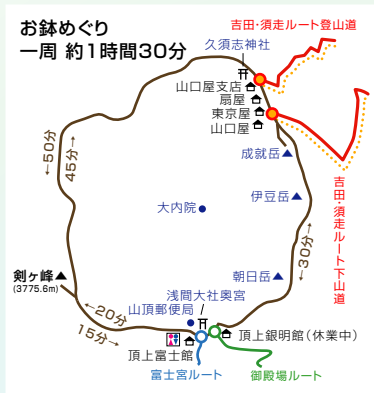 お鉢めぐり
一周 約1時間30分
吉田・須走ルート登山道
久須志神社
山口屋支店
扇屋
東京屋
山口屋
成就岳
←50分
45分→
大内院
伊豆岳
吉田・須走ルート下山道
←30分→
朝日岳
剣ヶ峰
(3775.6m)
浅間大社奥宮
山頂郵便局
←20分
15分→
頂上銀明館(休業中)
頂上富士館
富士宮ルート
御殿場ルート